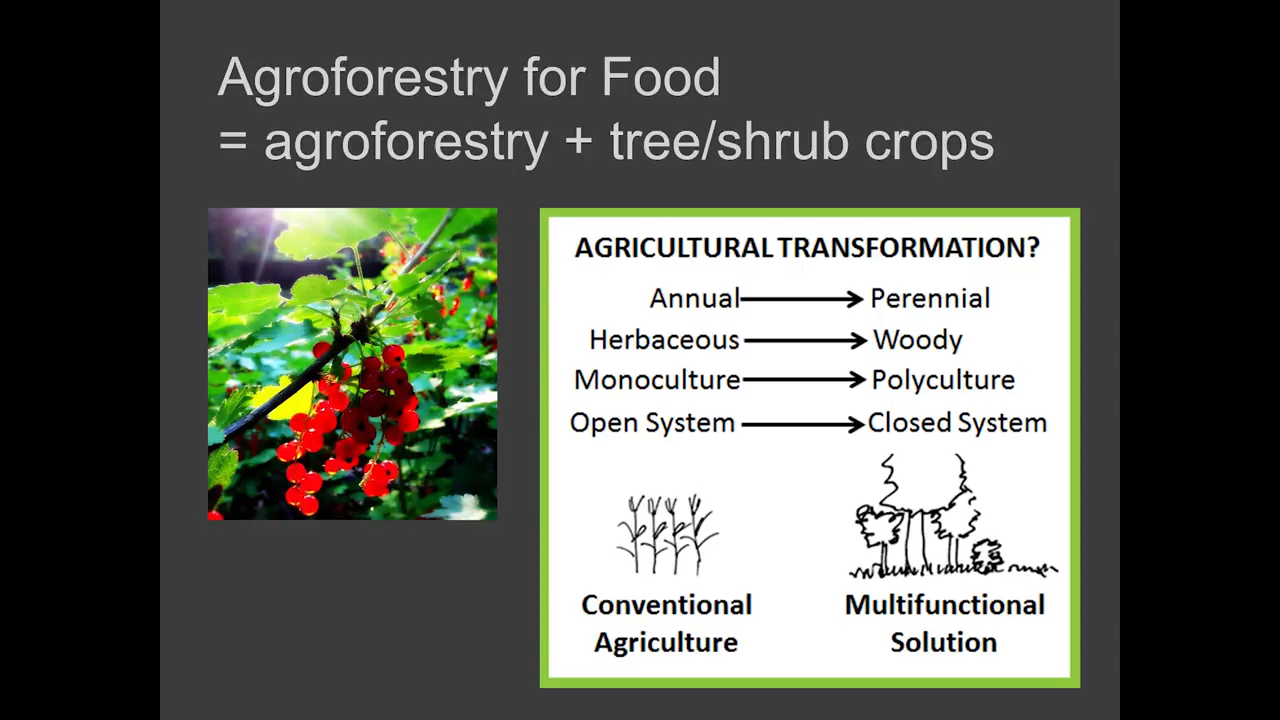 Agroforestry for Food
= agroforestry + tree/shrub crops
AGRICULTURAL TRANSFORMATION?
Annual Perennial
Herbaceous Woody
Monoculture Polyculture
Open System Closed System
Conventional
Agriculture
Multifunctional
Solution